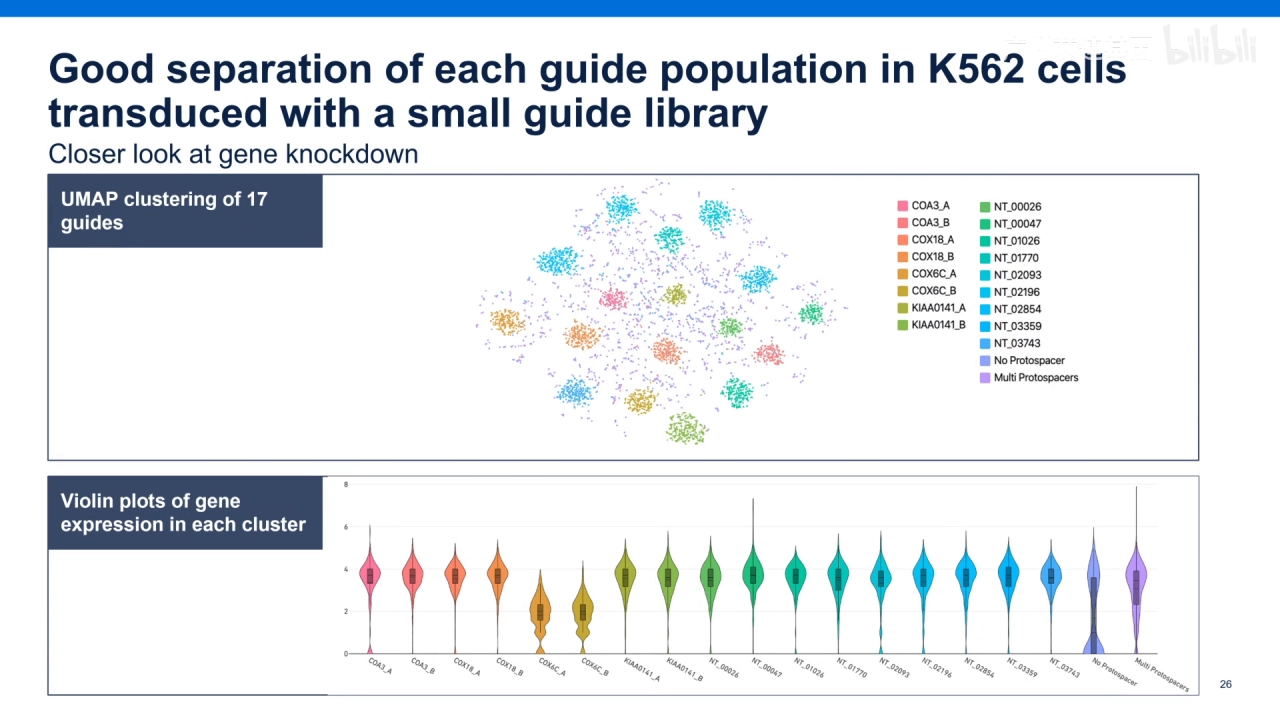 bilibili
Good separation of each guide population in K562 cells
transduced with a small guide library
Closer look at gene knockdown
UMAP clustering of 17
guides
COA3_A
COA3_B
COX18_A
COX18_B
COX6C_A
COX6C_B
KIAA0141_A
KIAA0141_B
NT_00026
NT_00047
NT_01026
NT_01770
NT_02093
NT_02196
NT_02854
NT_03359
NT_03743
No Protospacer
Multi Protospacers
Violin plots of gene
expression in each cluster
8
6
4
2
0
COA3_A
COA3_B
COX18_A
COX18_B
COX6C_A
COX6C_B
KIAA0141_A
KIAA0141_B
NT_00026
NT_00047
NT_01026
NT_01770
NT_02093
NT_02196
NT_02854
NT_03359
NT_03743
No Protospacer
Multi Protospacers
26